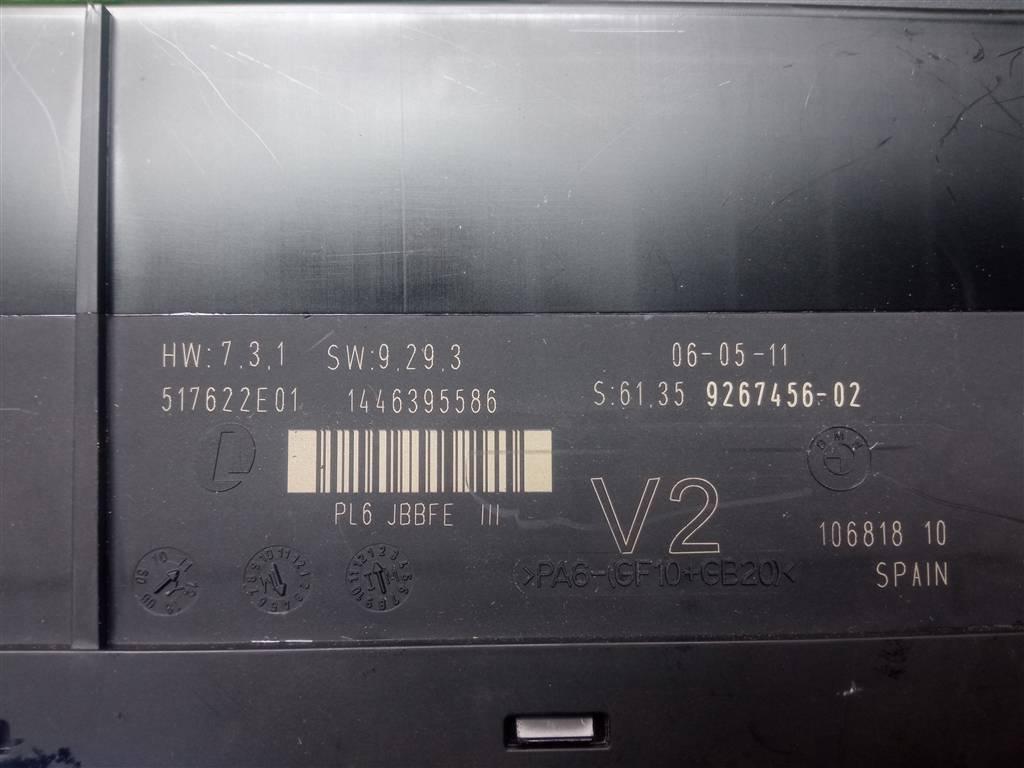 HW:7.3.1 SW:9.29.3 06-05-11
517622E01 1446395586 S:61.35 9267456-02
BMW
PL6 JBBFE III
V2
106818 10
>PA6-(GF10+GB20)<
SPAIN